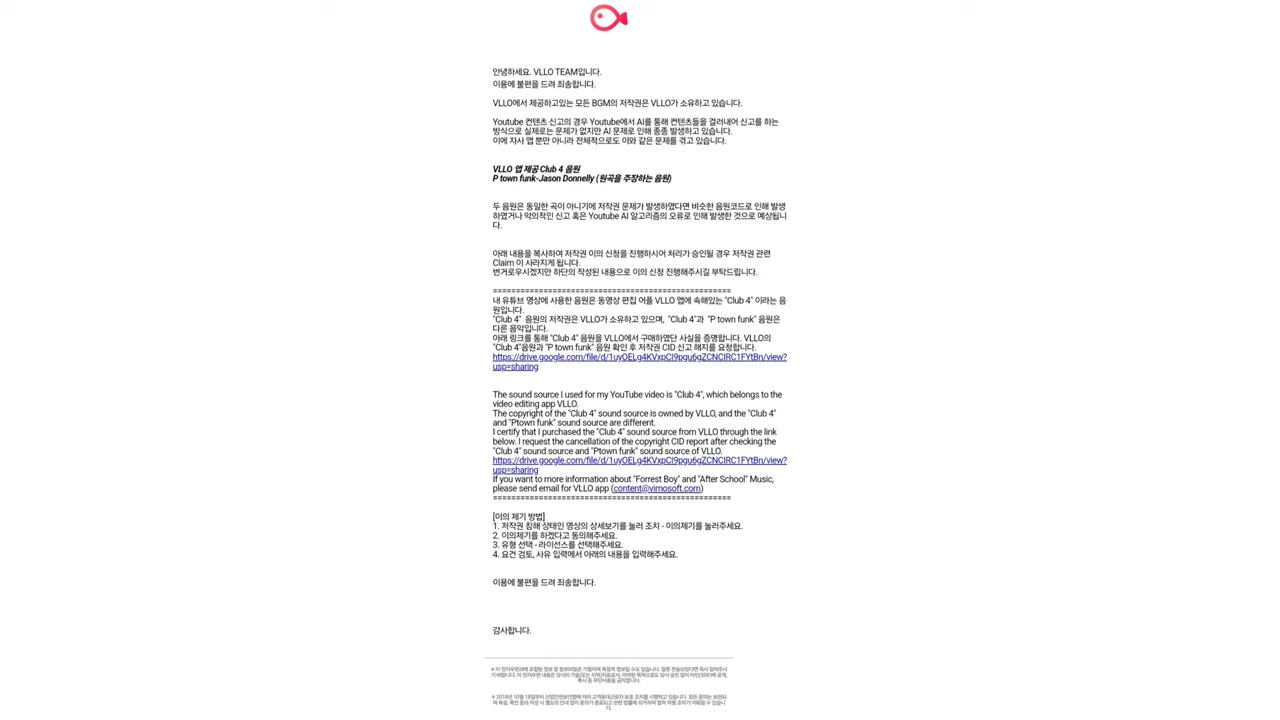 안녕하세요. VLLO TEAM입니다.
이용에 불편을 드려 죄송합니다.
VLLO에서 제공하고있는 모든 BGM의 저작권은 VLLO가 소유하고 있습니다.
Youtube 컨텐츠 신고의 경우 Youtube에서 AI를 통해 컨텐츠들을 걸러내어 신고를 하는
방식으로 실제로는 문제가 없지만 AI 문제로 인해 종종 발생하고 있습니다.
이에 자사 앱 뿐만 아니라 전체적으로도 이와 같은 문제를 겪고 있습니다.
VLLO 앱 제공 Club 4 음원
P town funk-Jason Donnelly (원곡을 주장하는 음원)
두 음원은 동일한 곡이 아니기에 저작권 문제가 발생하였다면 비슷한 음원코드로 인해 발생
하였거나 악의적인 신고 혹은 Youtube AI 알고리즘의 오류로 인해 발생한 것으로 예상됩니
다.
아래 내용을 복사하여 저작권 이의 신청을 진행하시어 처리가 승인될 경우 저작권 관련
Claim 이 사라지게 됩니다.
번거로우시겠지만 하단의 작성된 내용으로 이의 신청 진행해주시길 부탁드립니다.
==================================================
내 유튜브 영상에 사용한 음원은 동영상 편집 어플 VLLO 앱에 속해있는 "Club 4" 이라는 음
원입니다.
"Club 4" 음원의 저작권은 VLLO가 소유하고 있으며, "Club 4"과 "P town funk" 음원은
다른 음악입니다.
아래 링크를 통해 "Club 4" 음원을 VLLO에서 구매하였단 사실을 증명합니다. VLLO의
"Club 4"음원과 "P town funk" 음원 확인 후 저작권 CID 신고 해지를 요청합니다.
https://drive.google.com/file/d/1uyOELg4KVxpCl9pgu6gZCNClRC1FYtBn/view?
usp=sharing
The sound source I used for my YouTube video is "Club 4", which belongs to the
video editing app VLLO.
The copyright of the "Club 4" sound source is owned by VLLO, and the "Club 4"
and "Ptown funk" sound source are different.
I certify that I purchased the "Club 4" sound source from VLLO through the link
below. I request the cancellation of the copyright CID report after checking the
"Club 4" sound source and "Ptown funk" sound source of VLLO.
https://drive.google.com/file/d/1uyOELg4KVxpCl9pgu6gZCNClRC1FYtBn/view?
usp=sharing
If you want to more information about "Forrest Boy" and "After School" Music,
please send email for VLLO app (content@vimosoft.com)
==================================================
[이의 제기 방법]
1. 저작권 침해 상태인 영상의 상세보기를 눌러 조치 - 이의제기를 눌러주세요.
2. 이의제기를 하겠다고 동의해주세요.
3. 유형 선택 - 라이선스를 선택해주세요.
4. 요건 검토, 사유 입력에서 아래의 내용을 입력해주세요.
이용에 불편을 드려 죄송합니다.
감사합니다.